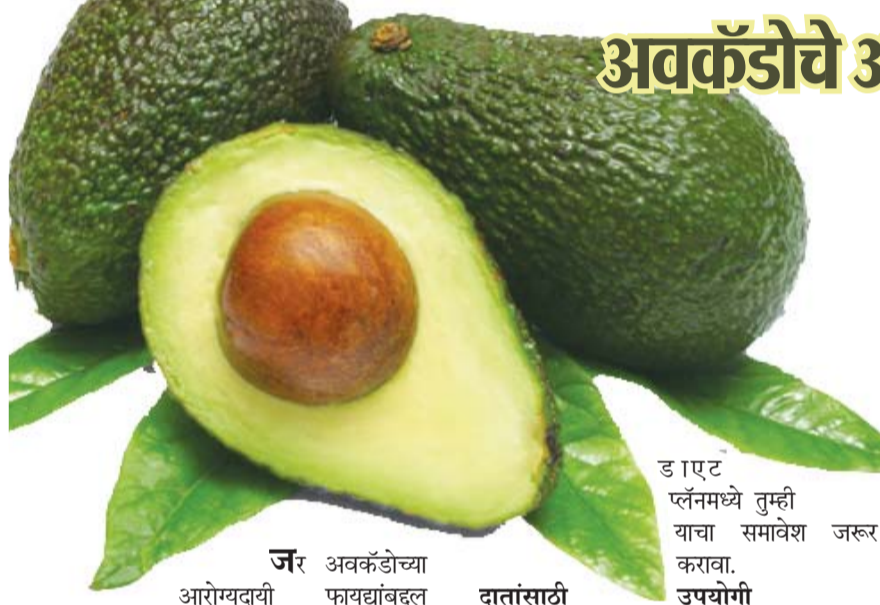 अवकॅडोचे
जर अवकॅडोच्या
आरोग्यदायी फायद्यांबद्दल
दातांसाठी उपयोगी
डाएट
प्लॅनमध्ये तुम्ही
याचा समावेश जरूर
करावा.